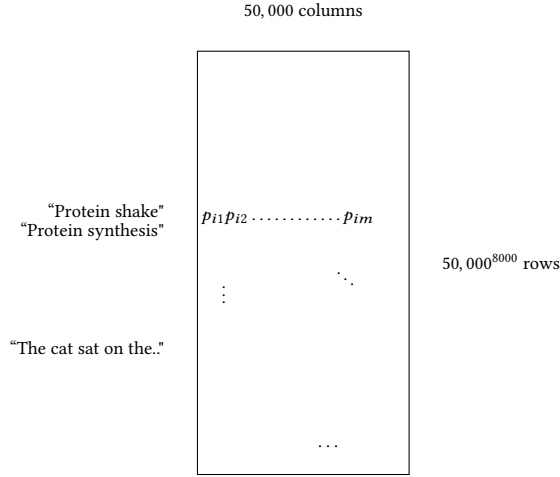 50, 000 columns
“Protein shake"
“Protein synthesis"
p_{i1}p_{i2} ............ p_{im}
50, 000^{8000} rows
“The cat sat on the.."
...